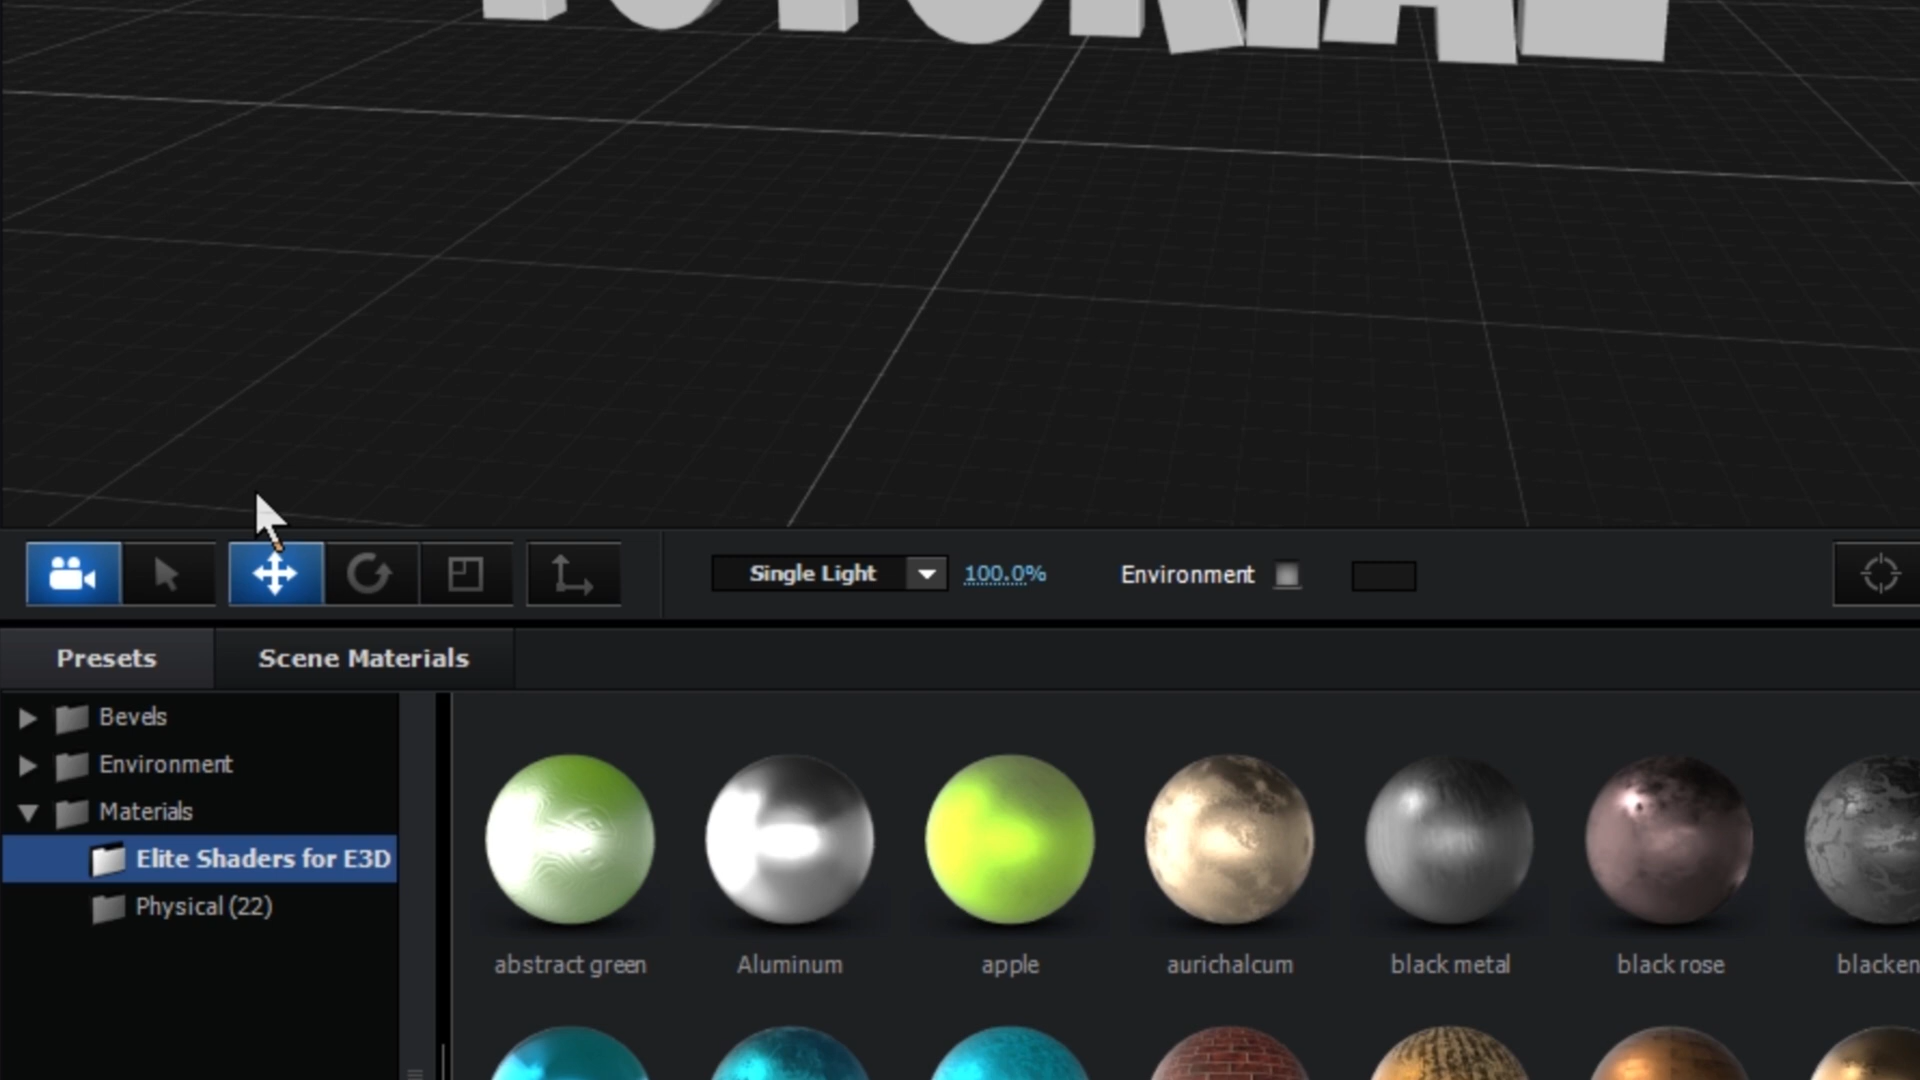 TUTORIAL
Single Light 100.0% Environment
Presets Scene Materials
Bevels
Environment
Materials
Elite Shaders for E3D
Physical (22)
abstract green Aluminum apple aurichalcum black metal black rose blacken